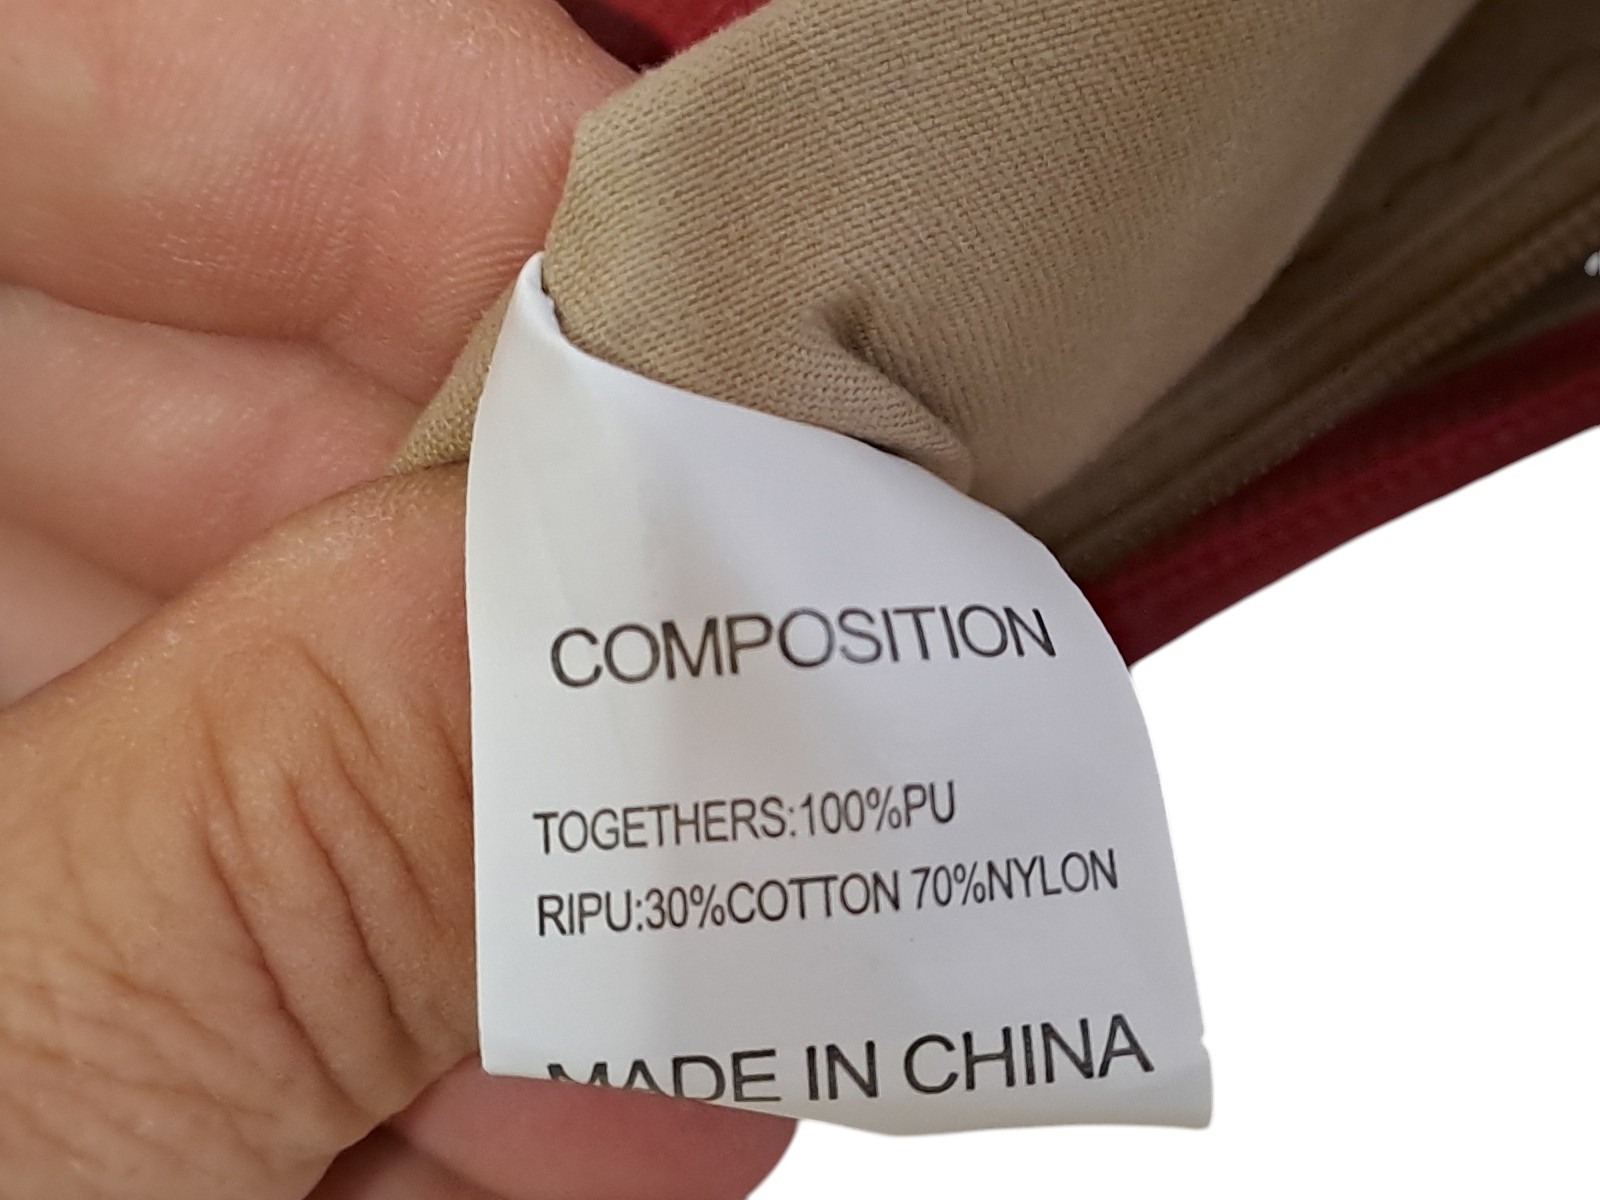 COMPOSITION
TOGETHERS:100%PU
RIPU:30%COTTON 70%NYLON
MADE IN CHINA